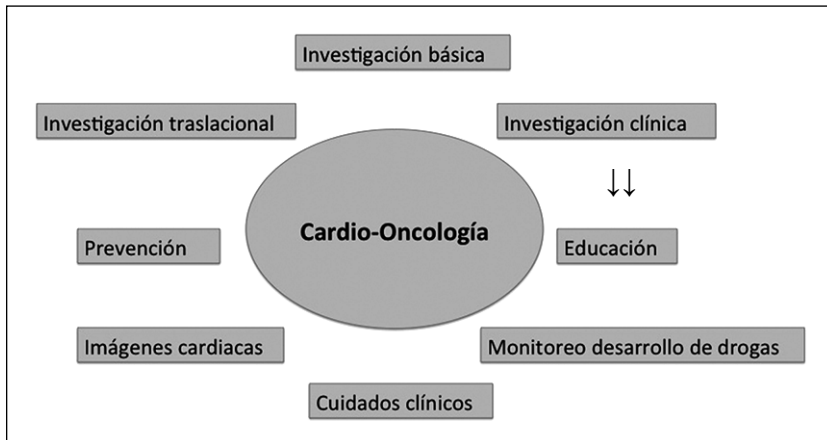 Investigación básica
Investigación traslacional
Investigación clínica
↓↓
Cardio-Oncología
Prevención
Educación
Imágenes cardiacas
Monitoreo desarrollo de drogas
Cuidados clínicos